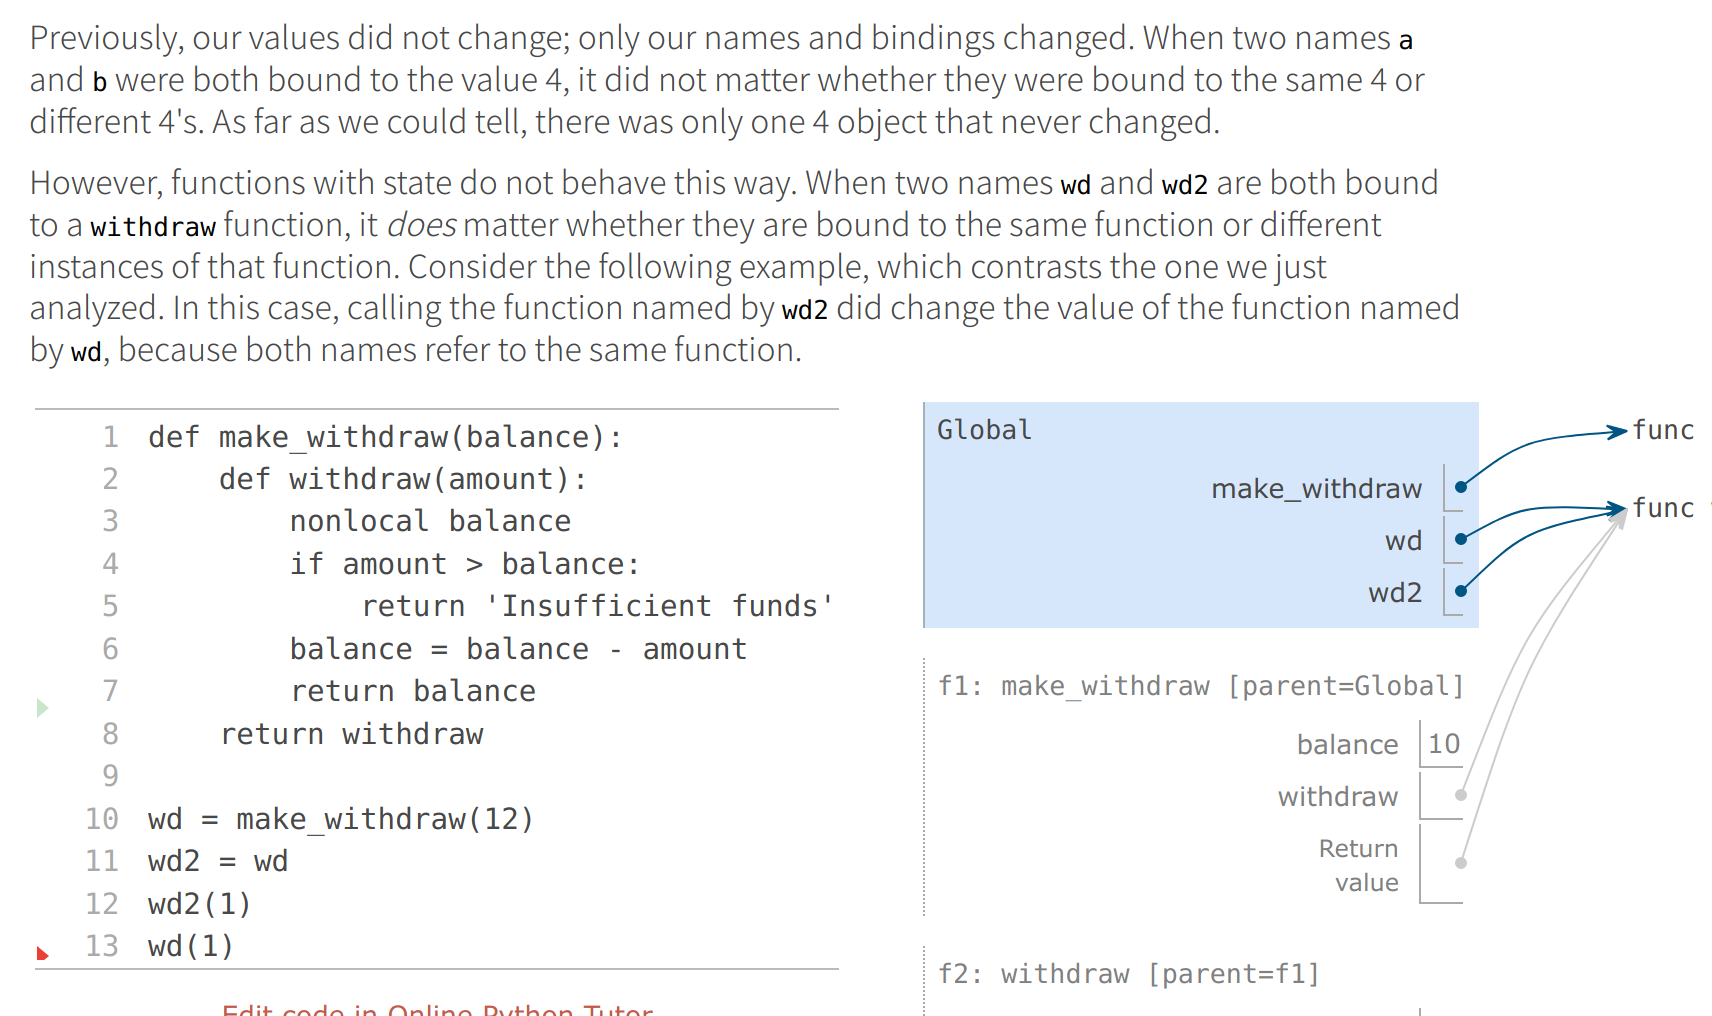 Previously, our values did not change; only our names and bindings changed. When two names a
and b were both bound to the value 4, it did not matter whether they were bound to the same 4 or
different 4's. As far as we could tell, there was only one 4 object that never changed.
However, functions with state do not behave this way. When two names wd and wd2 are both bound
to a withdraw function, it does matter whether they are bound to the same function or different
instances of that function. Consider the following example, which contrasts the one we just
analyzed. In this case, calling the function named by wd2 did change the value of the function named
by wd, because both names refer to the same function.
1 def make_withdraw(balance):
2     def withdraw(amount):
3         nonlocal balance
4         if amount > balance:
5             return 'Insufficient funds'
6         balance = balance - amount
7         return balance
8     return withdraw
9
10 wd = make_withdraw(12)
11 wd2 = wd
12 wd2(1)
13 wd(1)
Edit code in Online Python Tutor
Global
make_withdraw
wd
wd2
func
func
f1: make_withdraw [parent=Global]
balance 10
withdraw
Return
value
f2: withdraw [parent=f1]